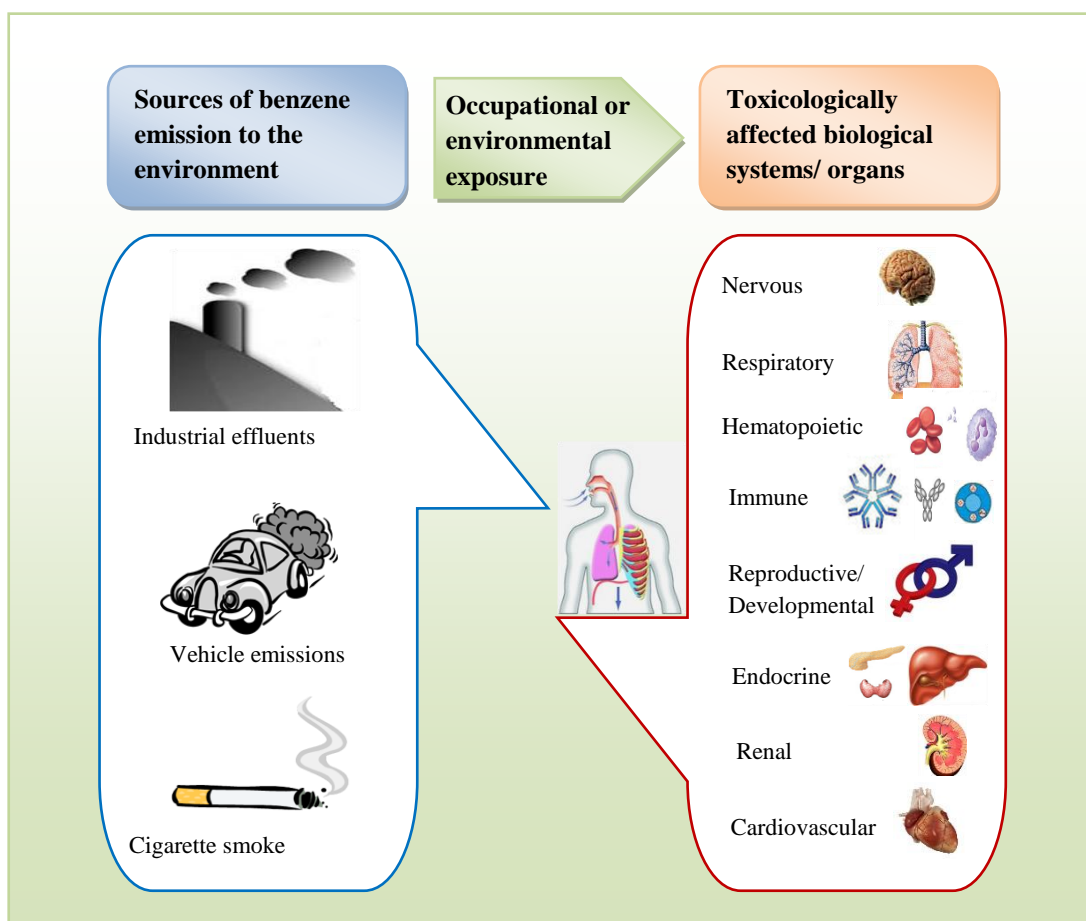 Sources of benzene
emission to the
environment
Occupational or
environmental
exposure
Toxicologically
affected biological
systems/ organs
Industrial effluents
Vehicle emissions
Cigarette smoke
Nervous
Respiratory
Hematopoietic
Immune
Reproductive/
Developmental
Endocrine
Renal
Cardiovascular